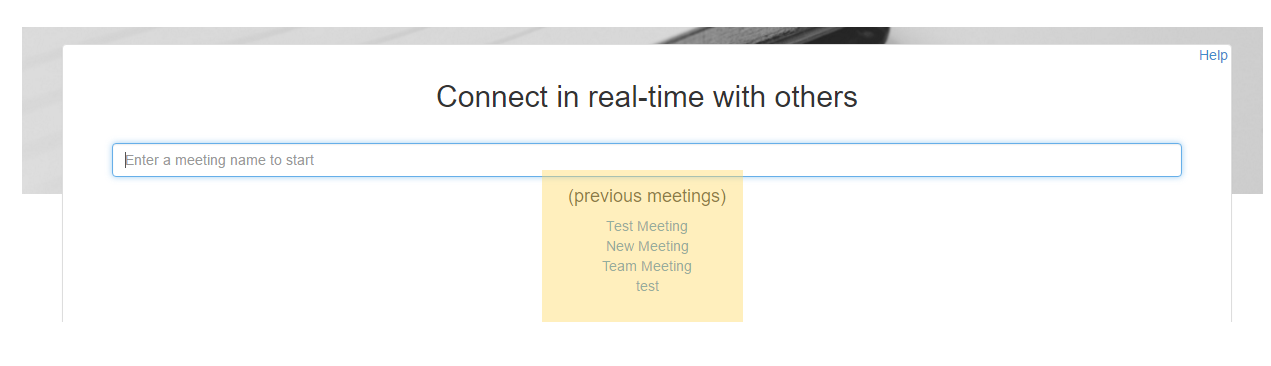 Help
Connect in real-time with others
Enter a meeting name to start
(previous meetings)
Test Meeting
New Meeting
Team Meeting
test